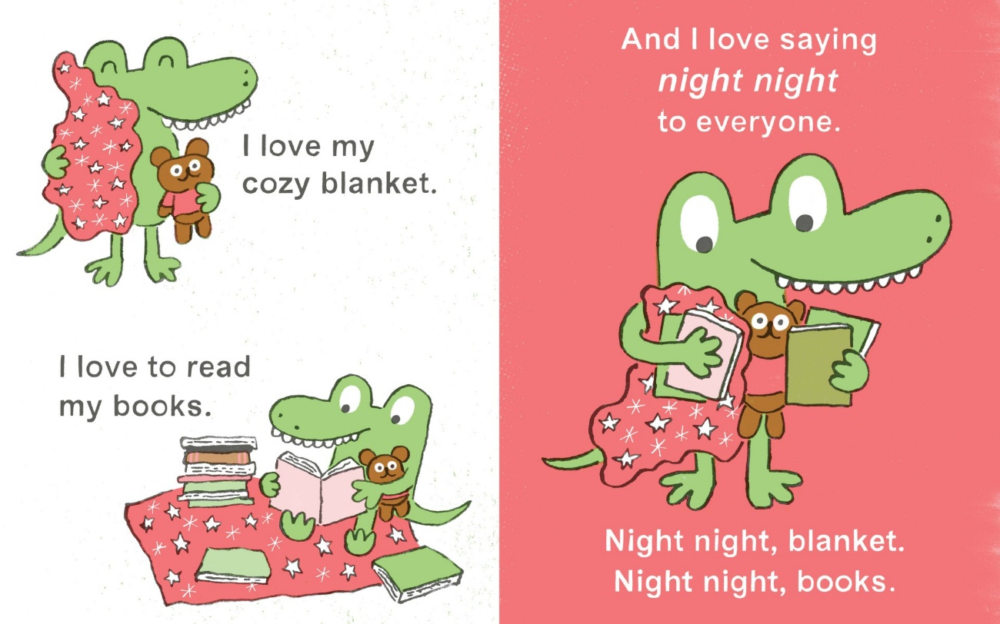 I love my
cozy blanket.
I love to read
my books.
And I love saying
night night
to everyone.
Night night, blanket.
Night night, books.